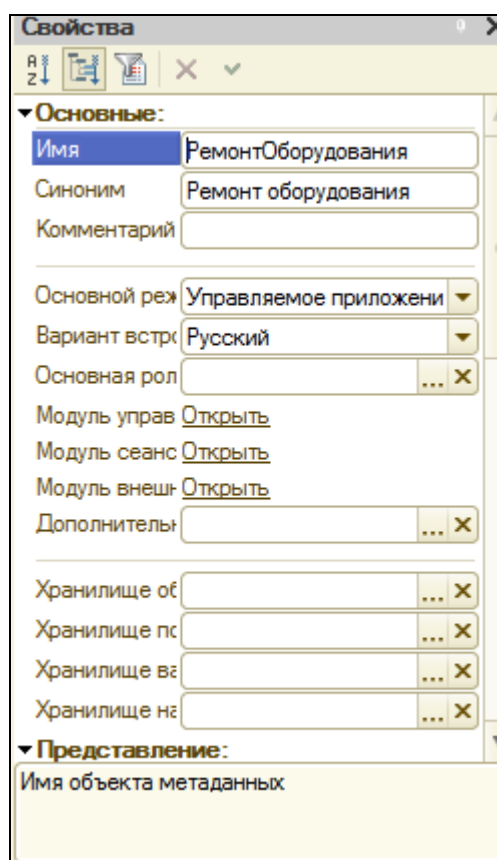 Свойства
Основные:
Имя РемонтОборудования
Синоним Ремонт оборудования
Комментарий
Основной реж Управляемое приложени
Вариант встро Русский
Основная рол ...
Модуль управ Открыть
Модуль сеанс Открыть
Модуль внешн Открыть
Дополнительн ...
Хранилище об ...
Хранилище по ...
Хранилище ва ...
Хранилище на ...
Представление:
Имя объекта метаданных